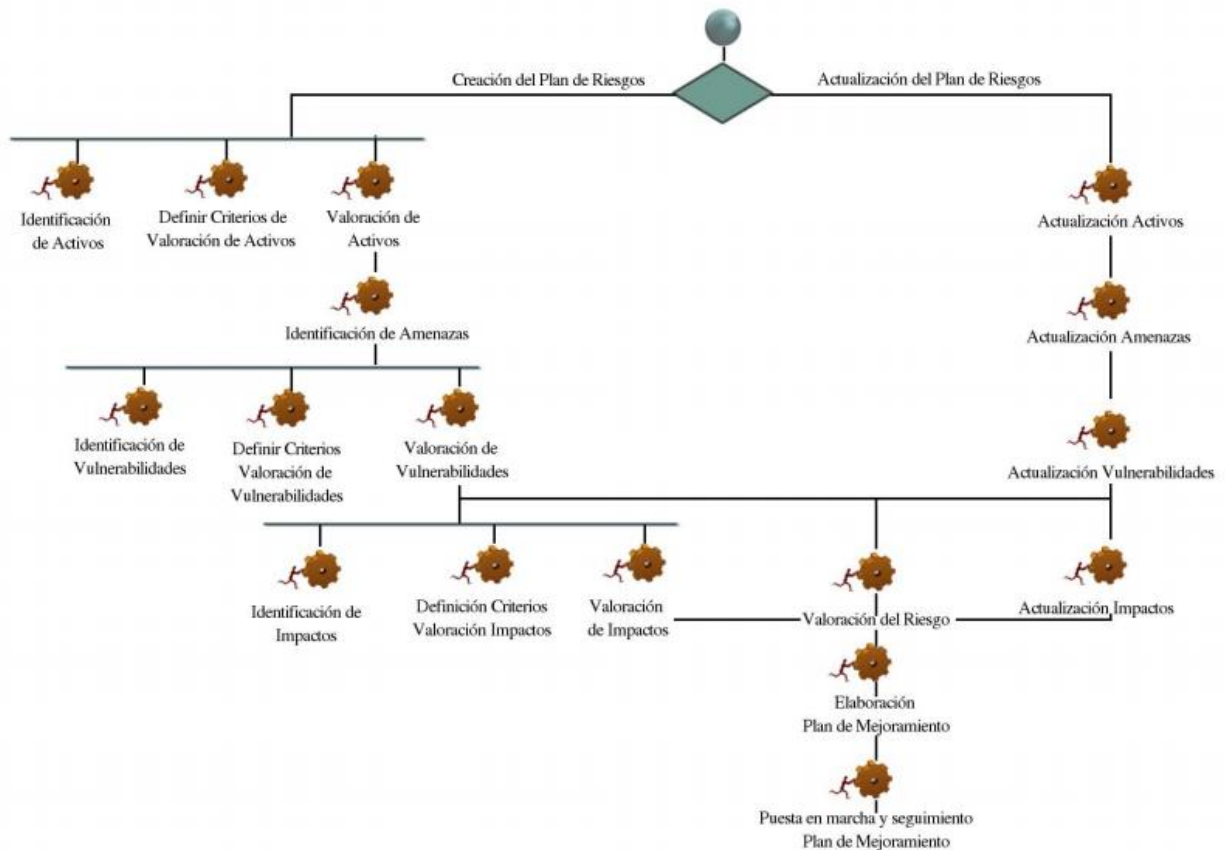 Creación del Plan de Riesgos
Actualización del Plan de Riesgos
Identificación
de Activos
Definir Criterios de
Valoración de Activos
Valoración de
Activos
Actualización Activos
Identificación de Amenazas
Actualización Amenazas
Identificación de
Vulnerabilidades
Definir Criterios
Valoración de
Vulnerabilidades
Valoración de
Vulnerabilidades
Actualización Vulnerabilidades
Identificación de
Impactos
Definición Criterios
Valoración Impactos
Valoración
de Impactos
Valoración del Riesgo
Actualización Impactos
Elaboración
Plan de Mejoramiento
Puesta en marcha y seguimiento
Plan de Mejoramiento